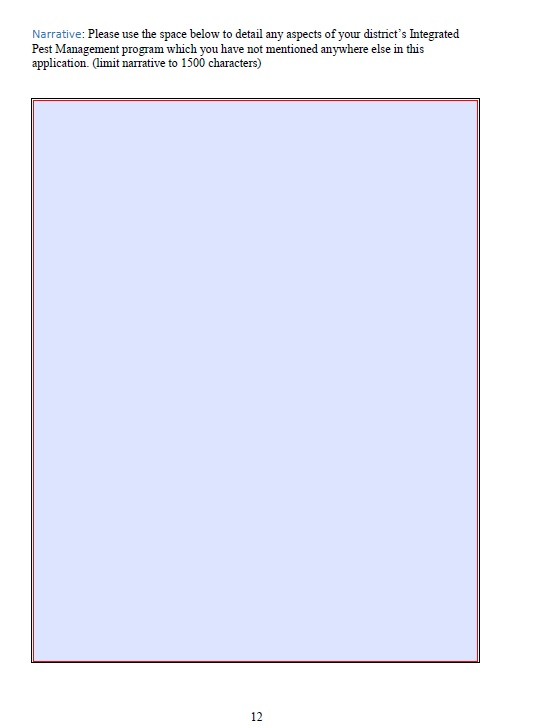 Narrative: Please use the space below to detail any aspects of your district’s Integrated
Pest Management program which you have not mentioned anywhere else in this
application. (limit narrative to 1500 characters)
12